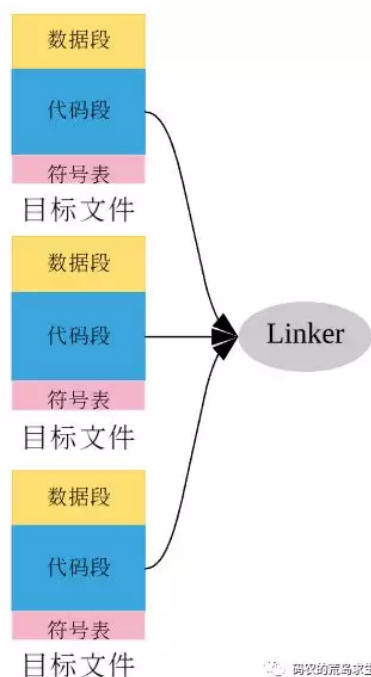 数据段
代码段
符号表
目标文件
数据段
代码段
符号表
目标文件
Linker
数据段
代码段
符号表
目标文件
码农的荒岛求生